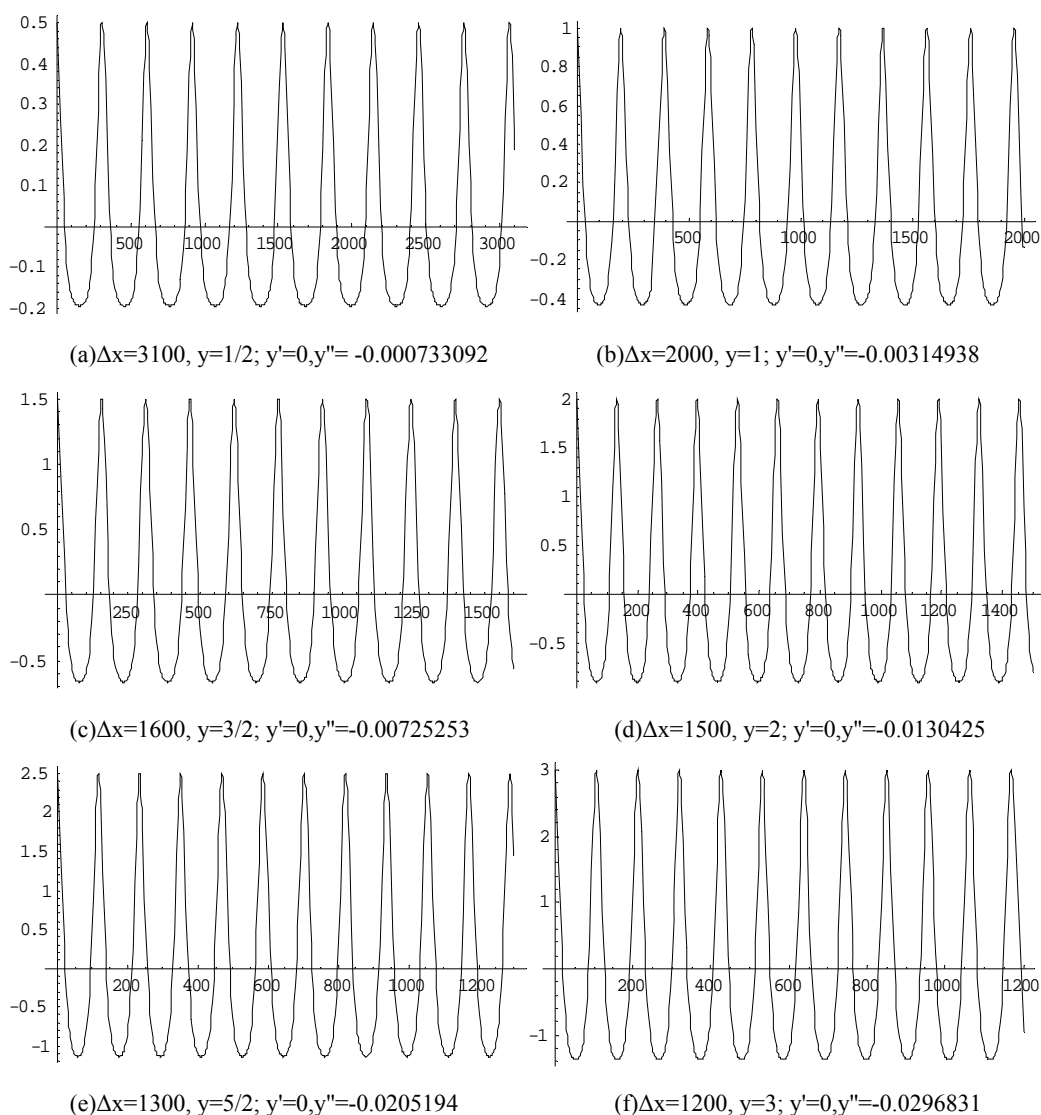 0.5
0.4
0.3
0.2
0.1
-0.1
-0.2
500 1000 1500 2000 2500 3000
1
0.8
0.6
0.4
0.2
-0.2
-0.4
500 1000 1500 2000
(a)Δx=3100, y=1/2; y'=0,y''= -0.000733092
(b)Δx=2000, y=1; y'=0,y''=-0.00314938
1.5
1
0.5
-0.5
250 500 750 1000 1250 1500
2
1.5
1
0.5
-0.5
200 400 600 800 1000 1200 1400
(c)Δx=1600, y=3/2; y'=0,y''=-0.00725253
(d)Δx=1500, y=2; y'=0,y''=-0.0130425
2.5
2
1.5
1
0.5
-0.5
-1
200 400 600 800 1000 1200
3
2
1
-1
200 400 600 800 1000 1200
(e)Δx=1300, y=5/2; y'=0,y''=-0.0205194
(f)Δx=1200, y=3; y'=0,y''=-0.0296831